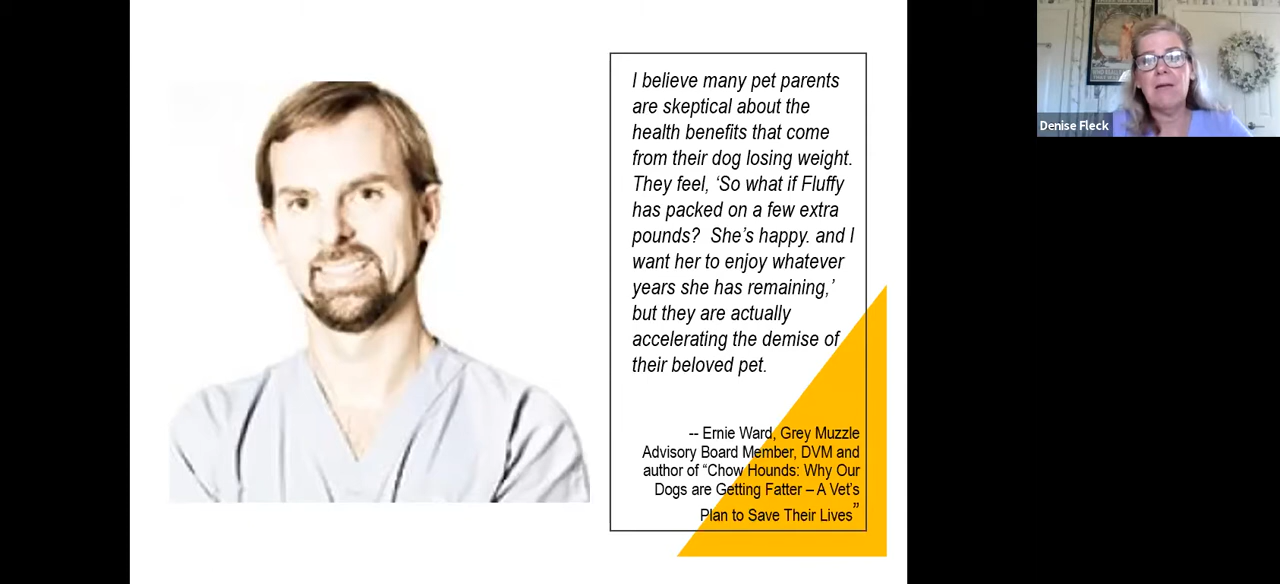 I believe many pet parents
are skeptical about the
health benefits that come
from their dog losing weight.
They feel, ‘So what if Fluffy
has packed on a few extra
pounds?  She’s happy. and I
want her to enjoy whatever
years she has remaining,’
but they are actually
accelerating the demise of
their beloved pet.
-- Ernie Ward, Grey Muzzle
Advisory Board Member, DVM and
author of “Chow Hounds: Why Our
Dogs are Getting Fatter – A Vet’s
Plan to Save Their Lives”
Denise Fleck